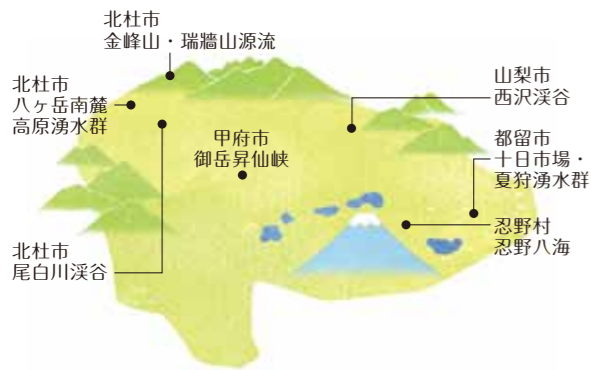 北杜市
金峰山・瑞牆山源流
北杜市
八ヶ岳南麓
高原湧水群
山梨市
西沢渓谷
甲府市
御岳昇仙峡
都留市
十日市場・
夏狩湧水群
忍野村
忍野八海
北杜市
尾白川渓谷